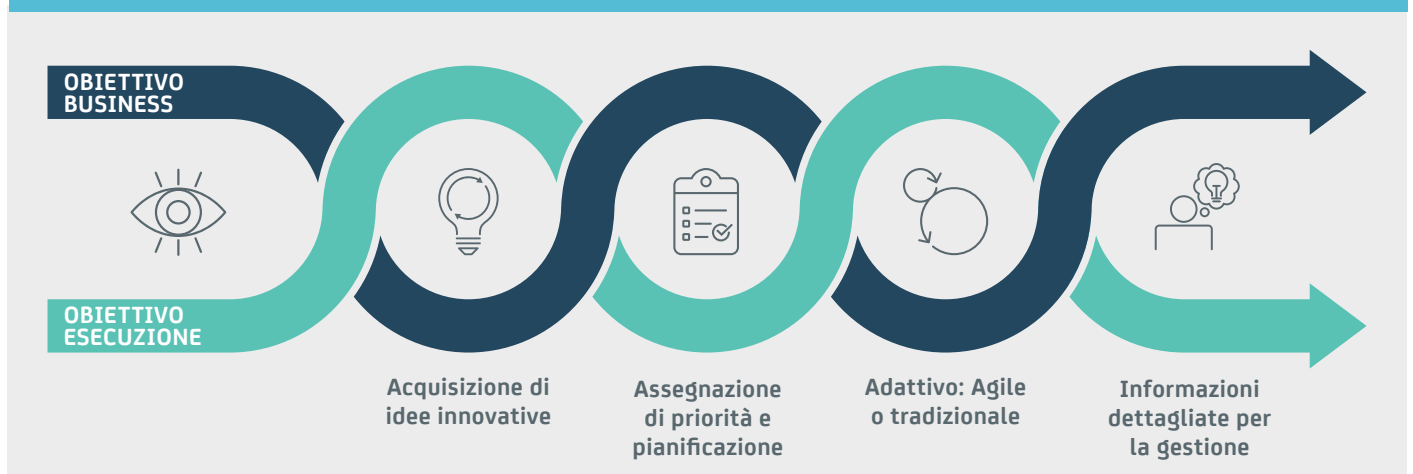 OBIETTIVO
BUSINESS
OBIETTIVO
ESECUZIONE
Acquisizione di
idee innovative
Assegnazione
di priorità e
pianificazione
Adattivo: Agile
o tradizionale
Informazioni
dettagliate per
la gestione